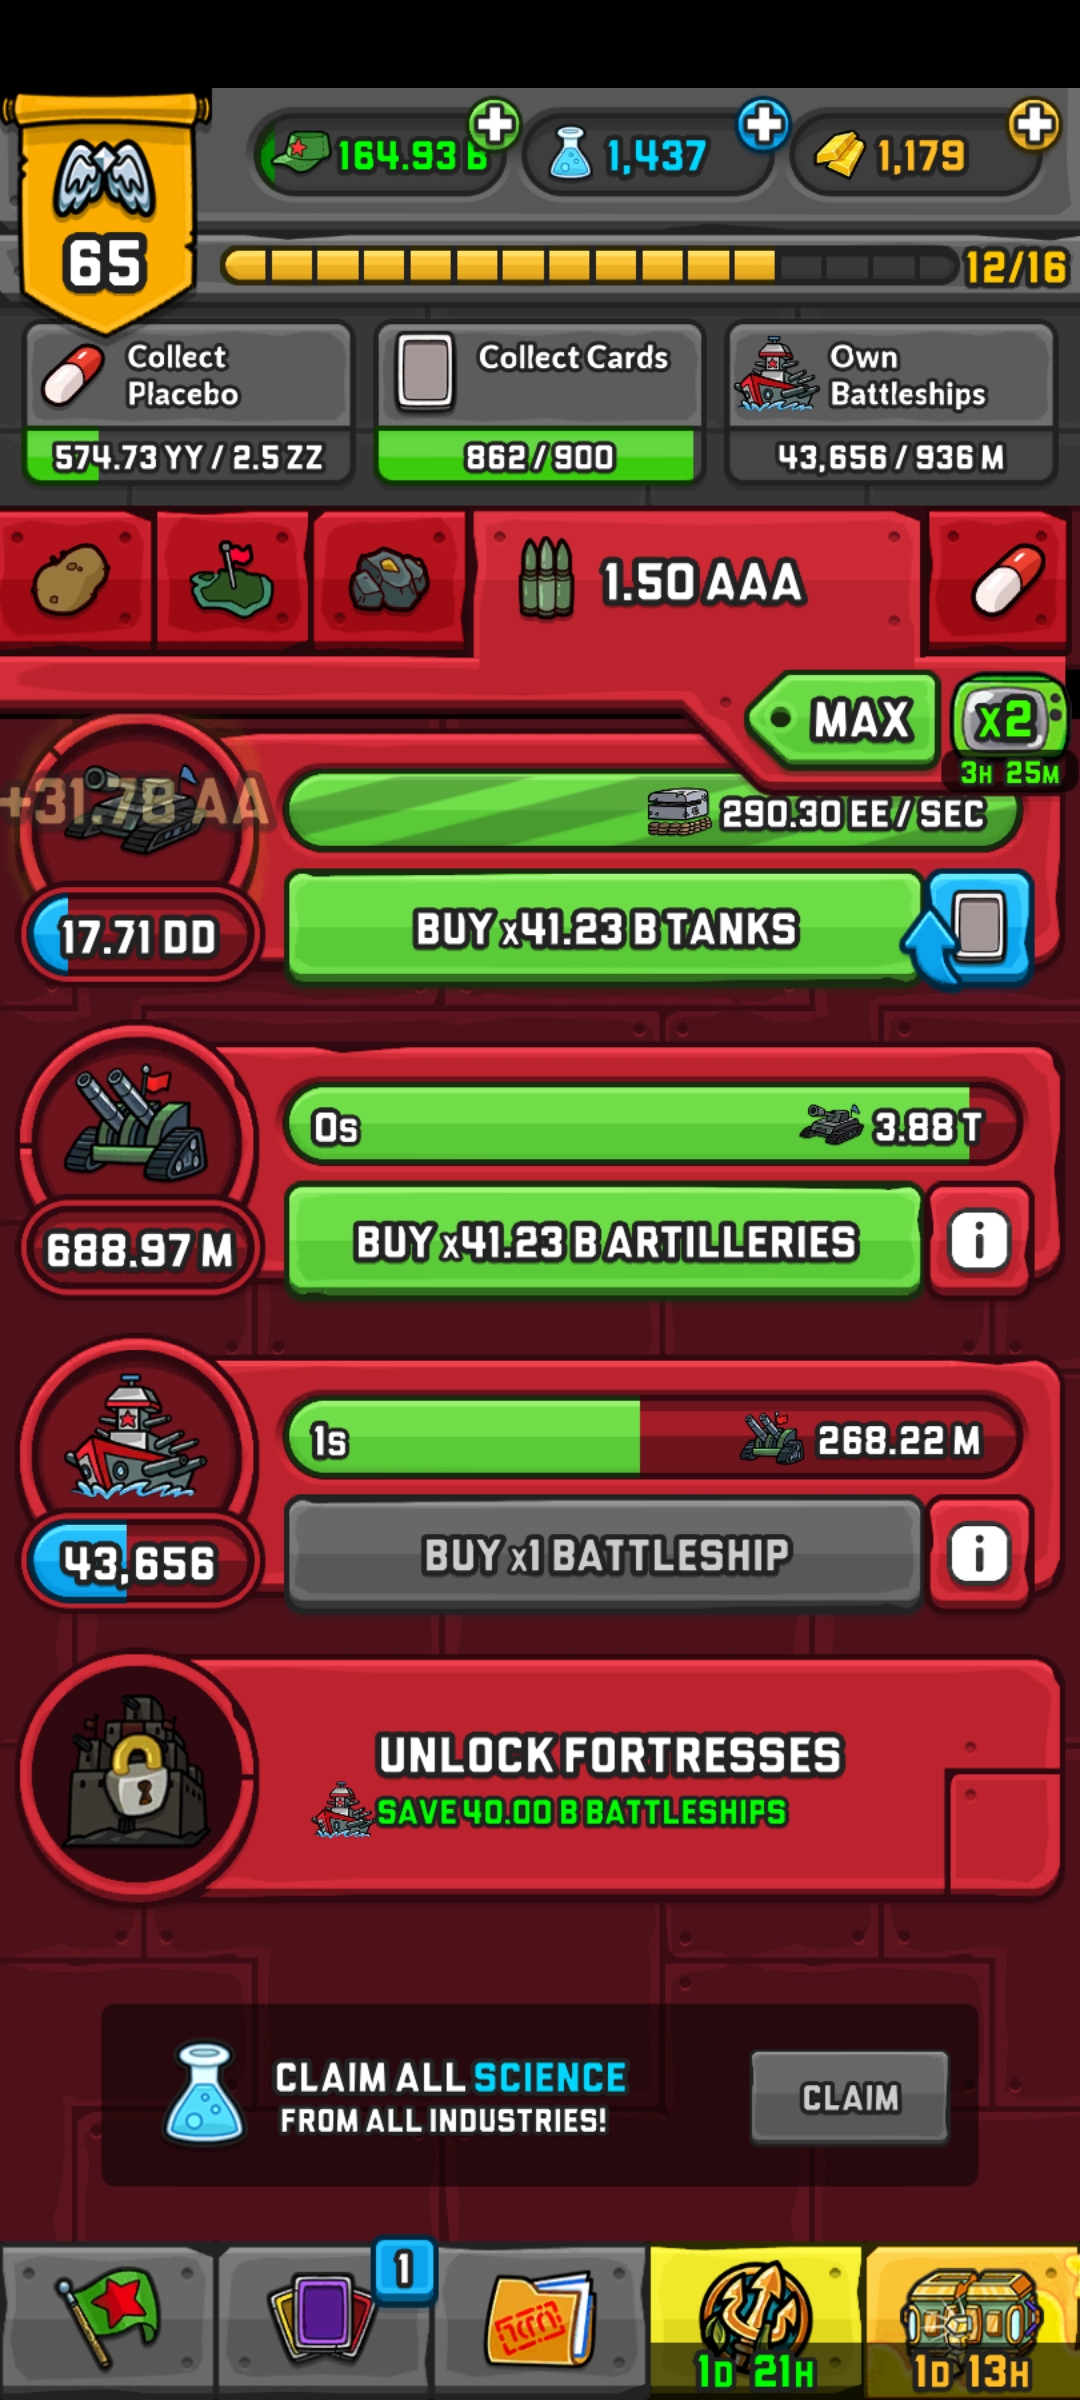 164.93 B
1,437
1,179
65
12/16
Collect
Placebo
574.73 YY / 2.5 ZZ
Collect Cards
862/900
Own
Battleships
43,656 / 936 M
1.50 AAA
MAX
x2
3H 25M
+31.78 AA
290.30 EE / SEC
17.71 DD
BUY x41.23 B TANKS
0s
3.88 T
688.97 M
BUY x41.23 B ARTILLERIES
i
1s
268.22 M
43,656
BUY x1 BATTLESHIP
i
UNLOCK FORTRESSES
SAVE 40.00 B BATTLESHIPS
CLAIM ALL SCIENCE
FROM ALL INDUSTRIES!
CLAIM
1
1D 21H
1D 13H